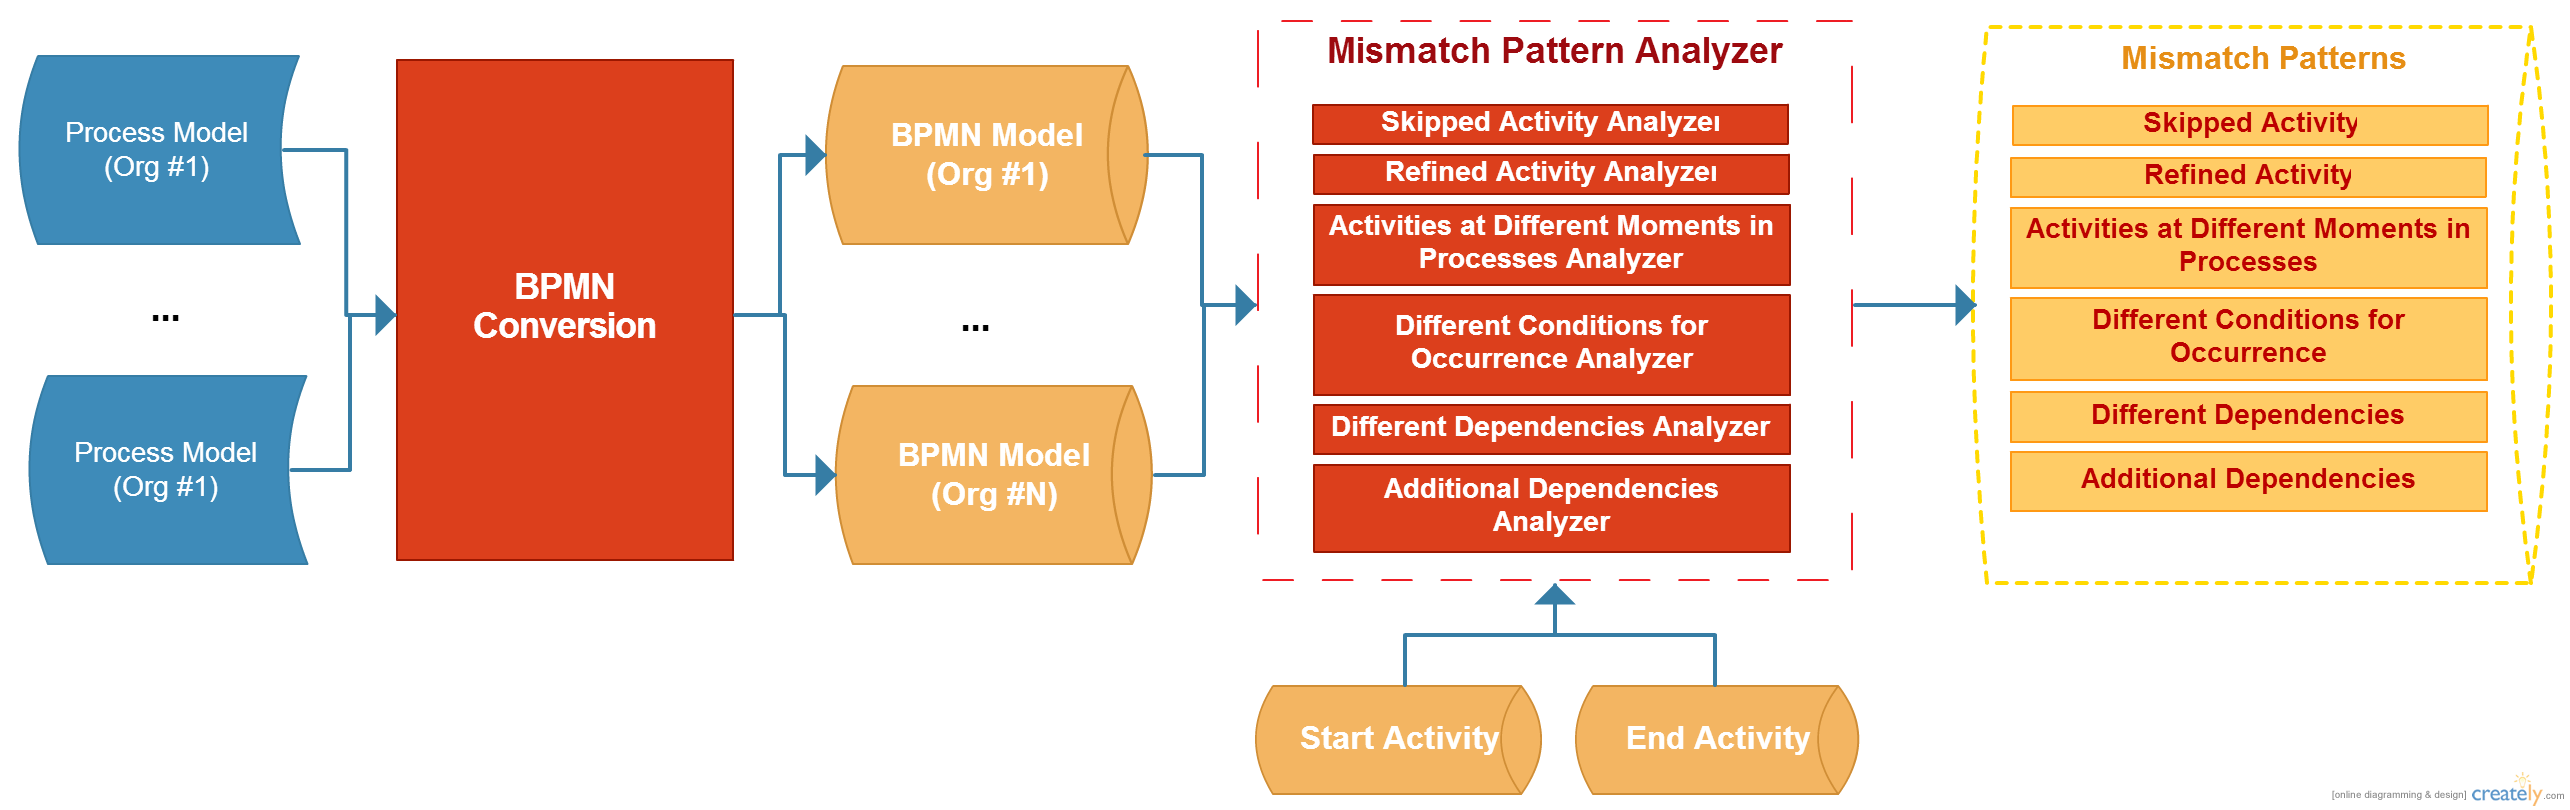 Process Model
(Org #1)
...
Process Model
(Org #1)
BPMN
Conversion
BPMN Model
(Org #1)
...
BPMN Model
(Org #N)
Mismatch Pattern Analyzer
Skipped Activity Analyzer
Refined Activity Analyzer
Activities at Different Moments in
Processes Analyzer
Different Conditions for
Occurrence Analyzer
Different Dependencies Analyzer
Additional Dependencies
Analyzer
Start Activity
End Activity
Mismatch Patterns
Skipped Activity
Refined Activity
Activities at Different Moments in
Processes
Different Conditions for
Occurrence
Different Dependencies
Additional Dependencies
[online diagramming & design] creately.com